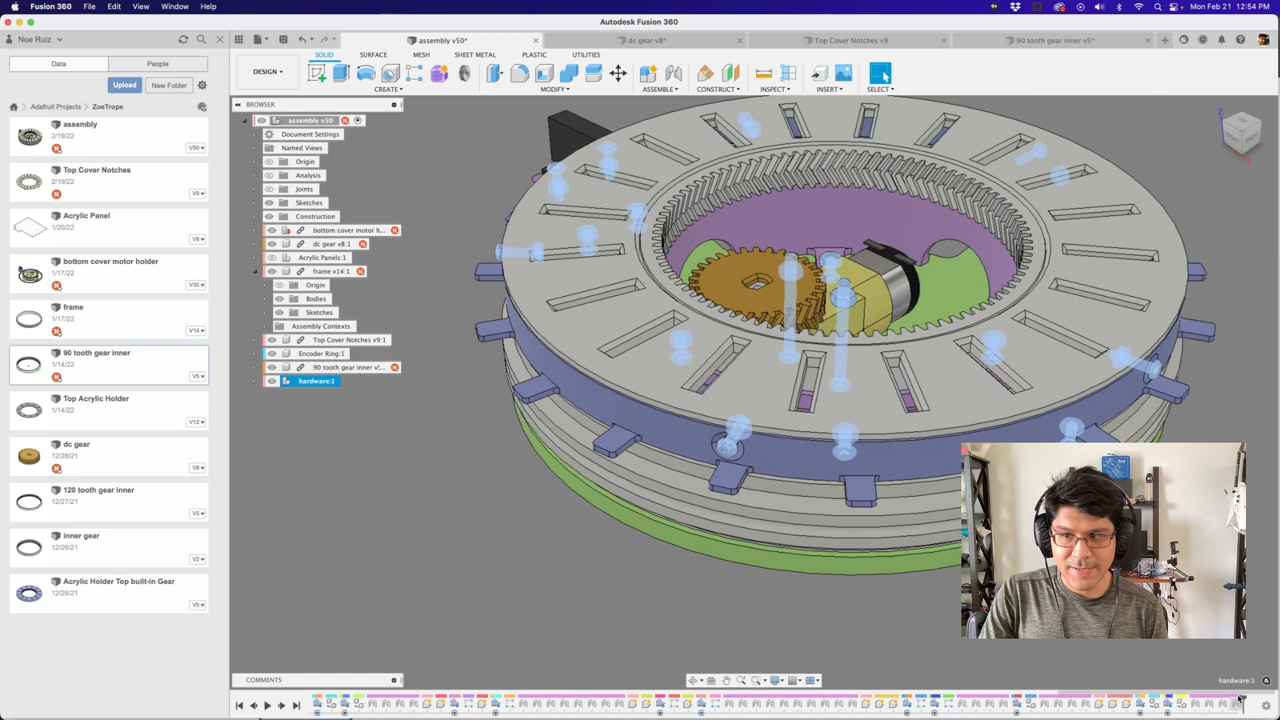 Fusion 360 File Edit View Window Help
Mon Feb 21 12:54 PM
Autodesk Fusion 360
Noe Ruiz
assembly v50*
dc gear v8*
Top Cover Notches v9
90 tooth gear inner v5*
Data
People
Upload
New Folder
Adafruit Projects > ZoeTrope
assembly
2/19/22
V50
Top Cover Notches
2/19/22
V9
Acrylic Panel
1/20/22
V8
bottom cover motor holder
1/17/22
V36
frame
1/17/22
V14
90 tooth gear inner
1/14/22
V5
Top Acrylic Holder
1/14/22
V12
dc gear
12/28/21
V8
120 tooth gear inner
12/27/21
V5
inner gear
12/26/21
V2
Acrylic Holder Top built-in Gear
12/26/21
V5
SOLID
SURFACE
MESH
SHEET METAL
PLASTIC
UTILITIES
DESIGN
CREATE
MODIFY
ASSEMBLE
CONSTRUCT
INSPECT
INSERT
SELECT
BROWSER
assembly v50
Document Settings
Named Views
Origin
Analysis
Joints
Sketches
Construction
bottom cover motor h...
dc gear v8:1
Acrylic Panels:1
frame v14:1
Origin
Bodies
Sketches
Assembly Contexts
Top Cover Notches v9:1
Encoder Ring:1
90 tooth gear inner v!...
hardware:1
COMMENTS
hardware:1